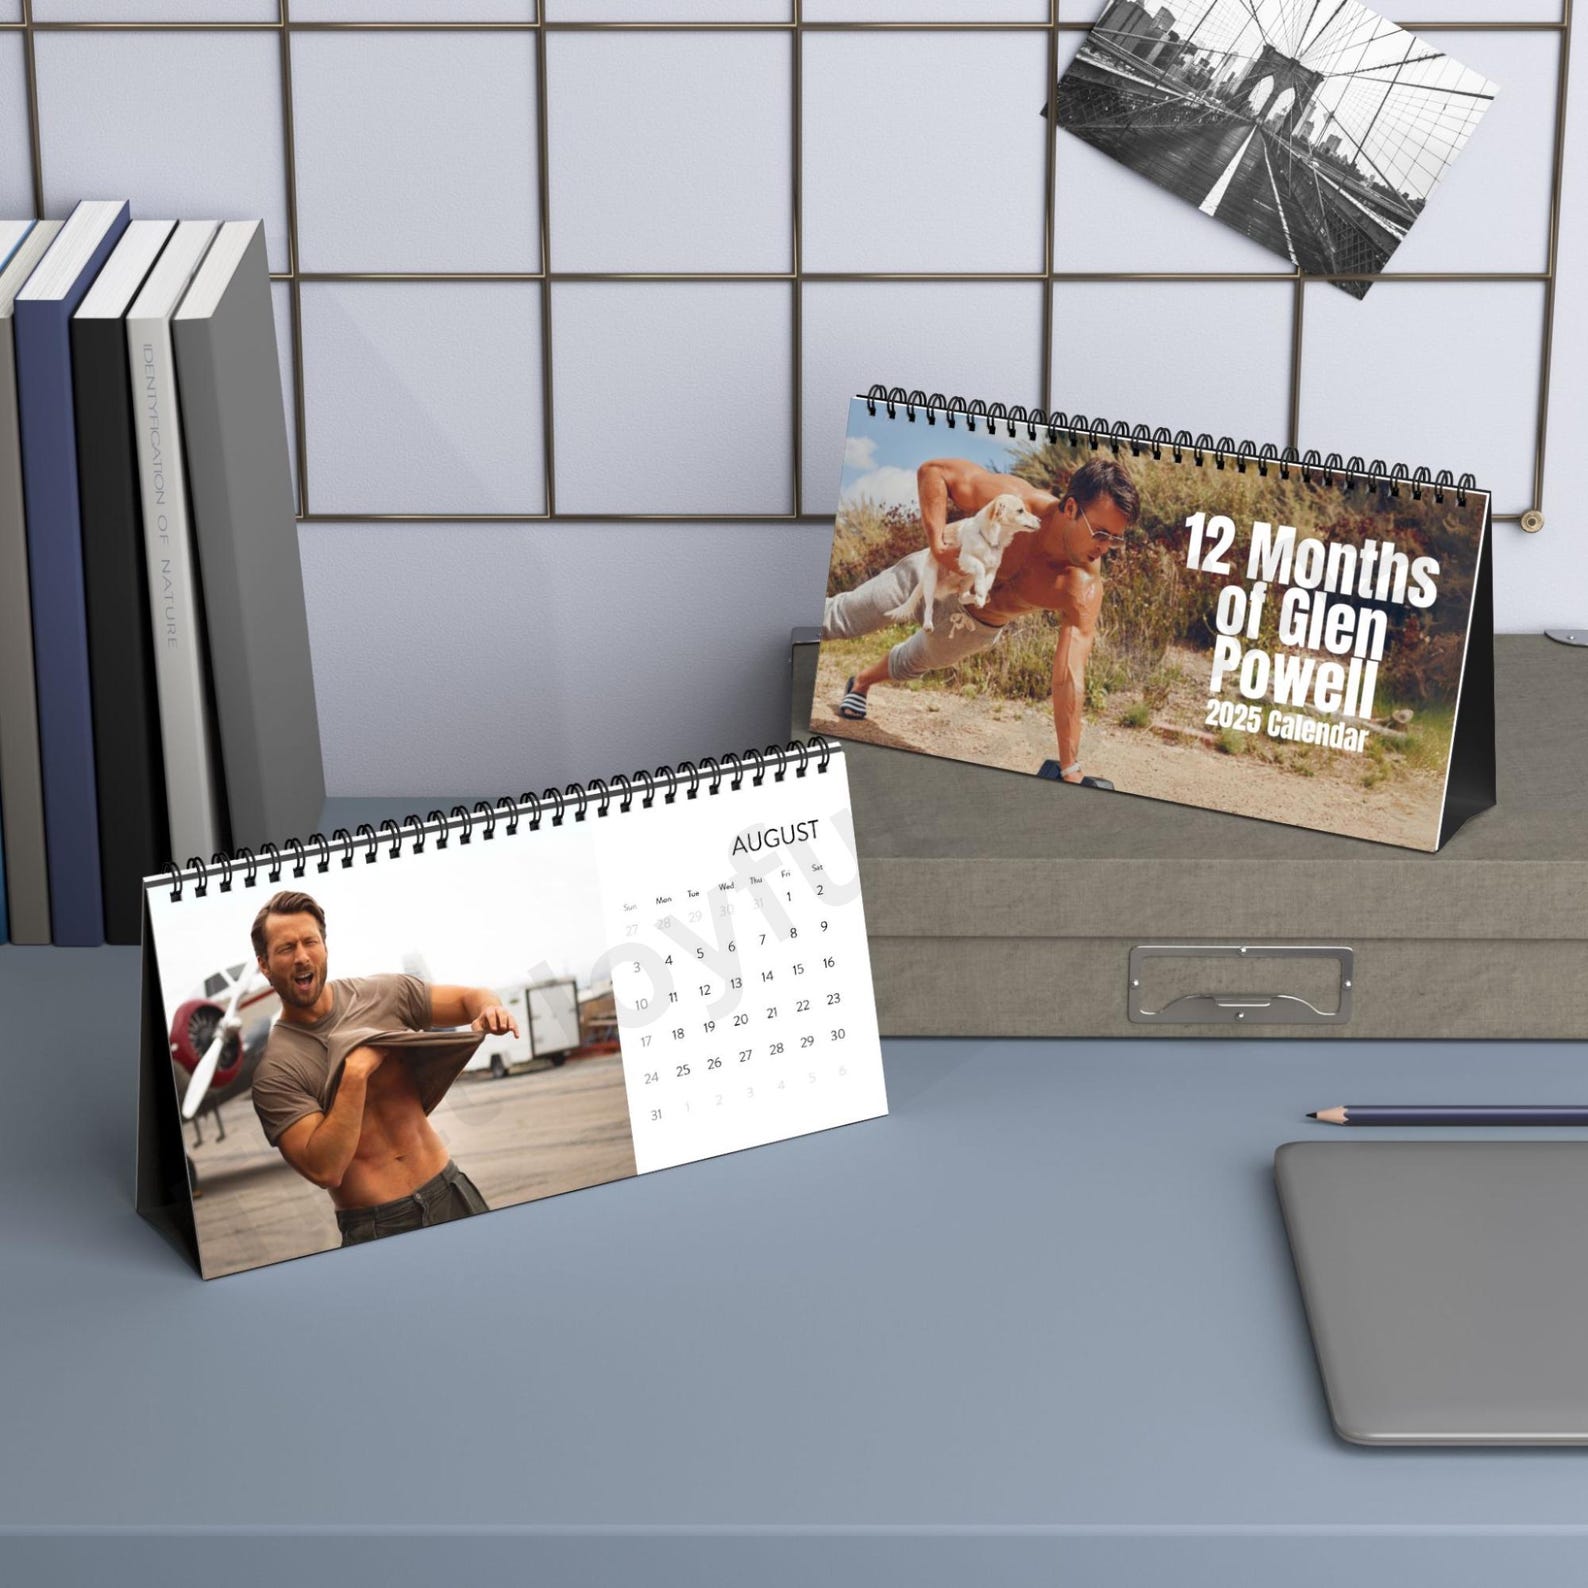 IDENTYFICATION OF NATURE
12 Months
of Glen
Powell
2025 Calendar
AUGUST
Sun Mon Tue Wed Thu Fri Sat
27 28 29 30 31 1 2
3 4 5 6 7 8 9
10 11 12 13 14 15 16
17 18 19 20 21 22 23
24 25 26 27 28 29 30
31 1 2 3 4 5 6